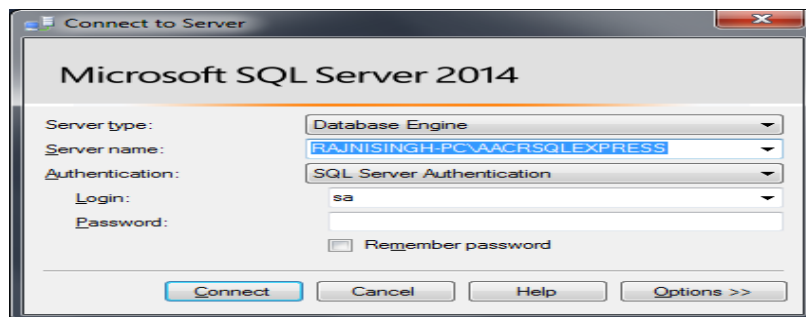 Connect to Server
Microsoft SQL Server 2014
Server type: Database Engine
Server name: RAJNISINGH-PC\AACRSQLEXPRESS
Authentication: SQL Server Authentication
Login: sa
Password:
Remember password
Connect Cancel Help Options >>